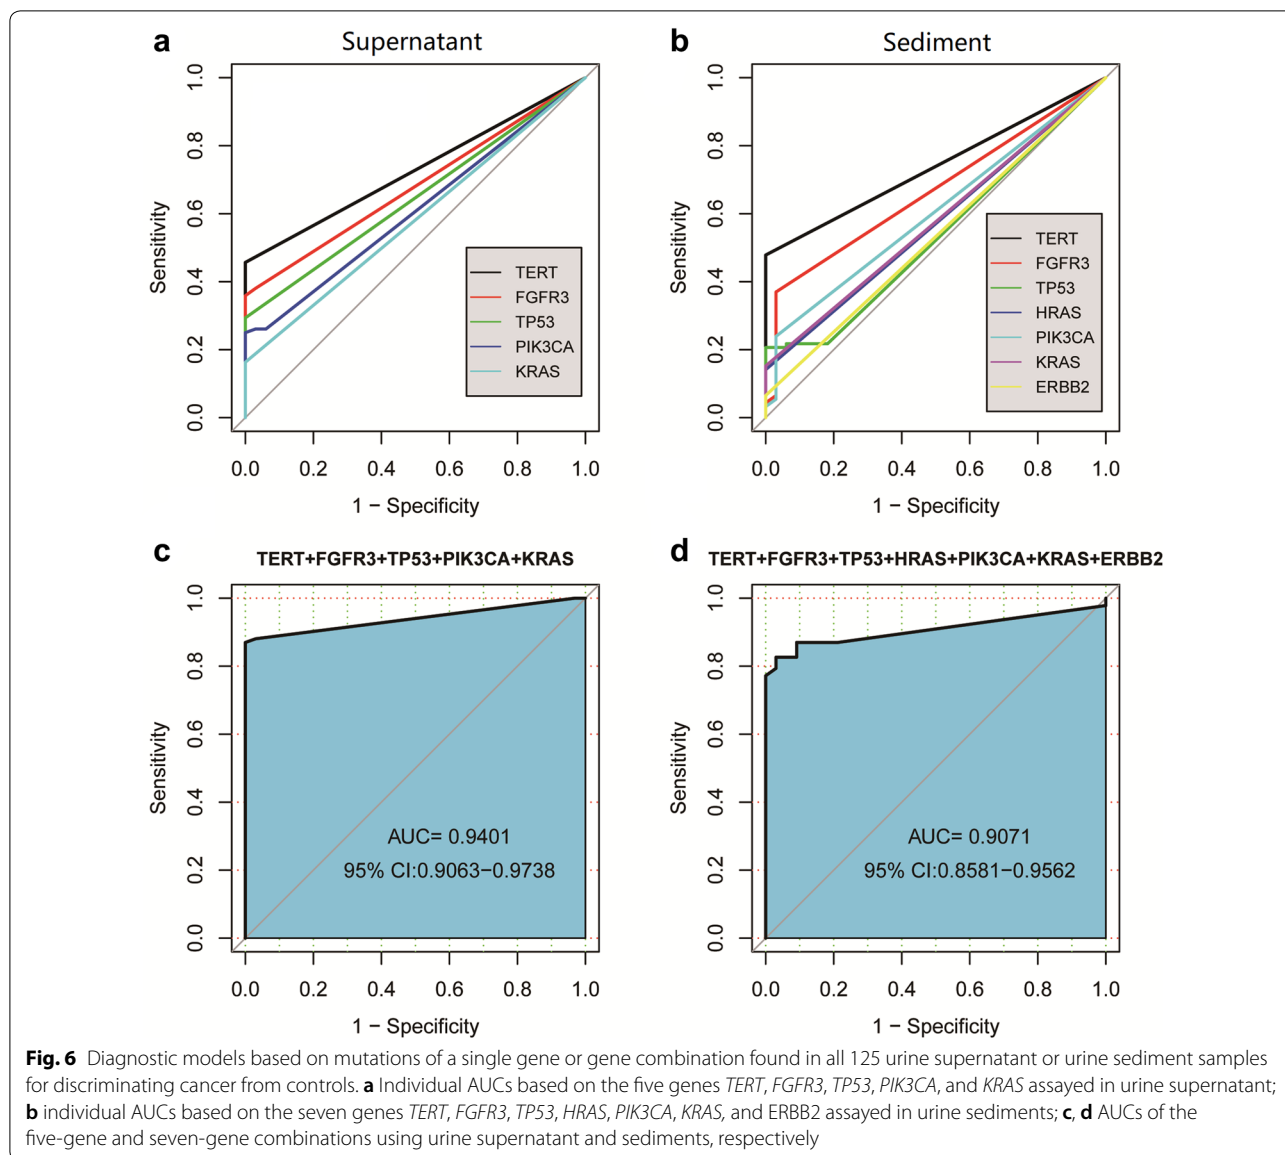 a
Supernatant
1.0
0.8
0.6
0.4
0.2
0.0
Sensitivity
TERT
FGFR3
TP53
PIK3CA
KRAS
0.0 0.2 0.4 0.6 0.8 1.0
1 − Specificity
b
Sediment
1.0
0.8
0.6
0.4
0.2
0.0
Sensitivity
TERT
FGFR3
TP53
HRAS
PIK3CA
KRAS
ERBB2
0.0 0.2 0.4 0.6 0.8 1.0
1 − Specificity
c
TERT+FGFR3+TP53+PIK3CA+KRAS
1.0
0.8
0.6
0.4
0.2
0.0
Sensitivity
AUC= 0.9401
95% CI:0.9063−0.9738
0.0 0.2 0.4 0.6 0.8 1.0
1 − Specificity
d
TERT+FGFR3+TP53+HRAS+PIK3CA+KRAS+ERBB2
1.0
0.8
0.6
0.4
0.2
0.0
Sensitivity
AUC= 0.9071
95% CI:0.8581−0.9562
0.0 0.2 0.4 0.6 0.8 1.0
1 − Specificity
Fig. 6 Diagnostic models based on mutations of a single gene or gene combination found in all 125 urine supernatant or urine sediment samples
for discriminating cancer from controls. a Individual AUCs based on the five genes TERT, FGFR3, TP53, PIK3CA, and KRAS assayed in urine supernatant;
b individual AUCs based on the seven genes TERT, FGFR3, TP53, HRAS, PIK3CA, KRAS, and ERBB2 assayed in urine sediments; c, d AUCs of the
five-gene and seven-gene combinations using urine supernatant and sediments, respectively